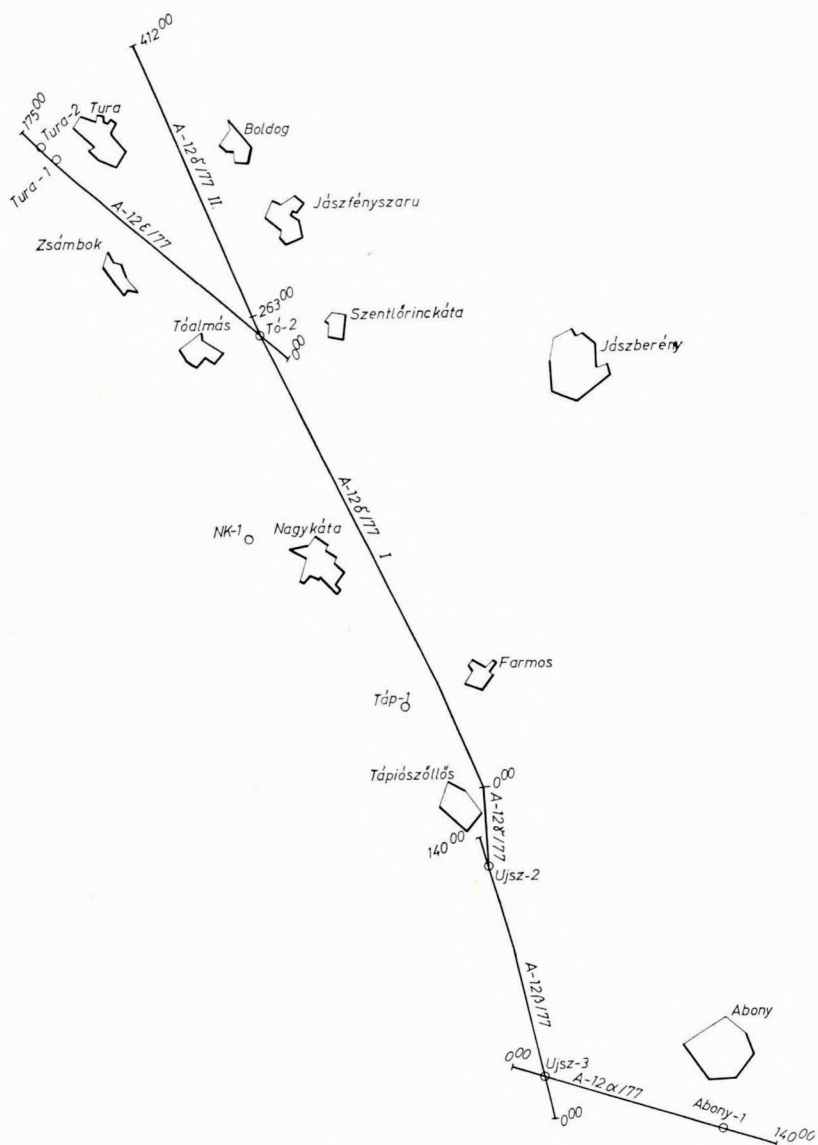 412⁰⁰
175⁰⁰
Tura-2
Tura
Tura-1
A-12δ/77 II.
Boldog
A-12ε/77
Jászfényszaru
Zsámbok
263⁰⁰
Tó-2
Szentlőrinckáta
Tóalmás
0⁰⁰
Jászberény
A-12δ/77 I
NK-1
Nagykáta
Farmos
Táp-1
Tápiószőllős
0⁰⁰
A-12γ/77
140⁰⁰
Ujsz-2
A-12β/77
Abony
0⁰⁰
Ujsz-3
A-12α/77
Abony-1
0⁰⁰
140⁰⁰